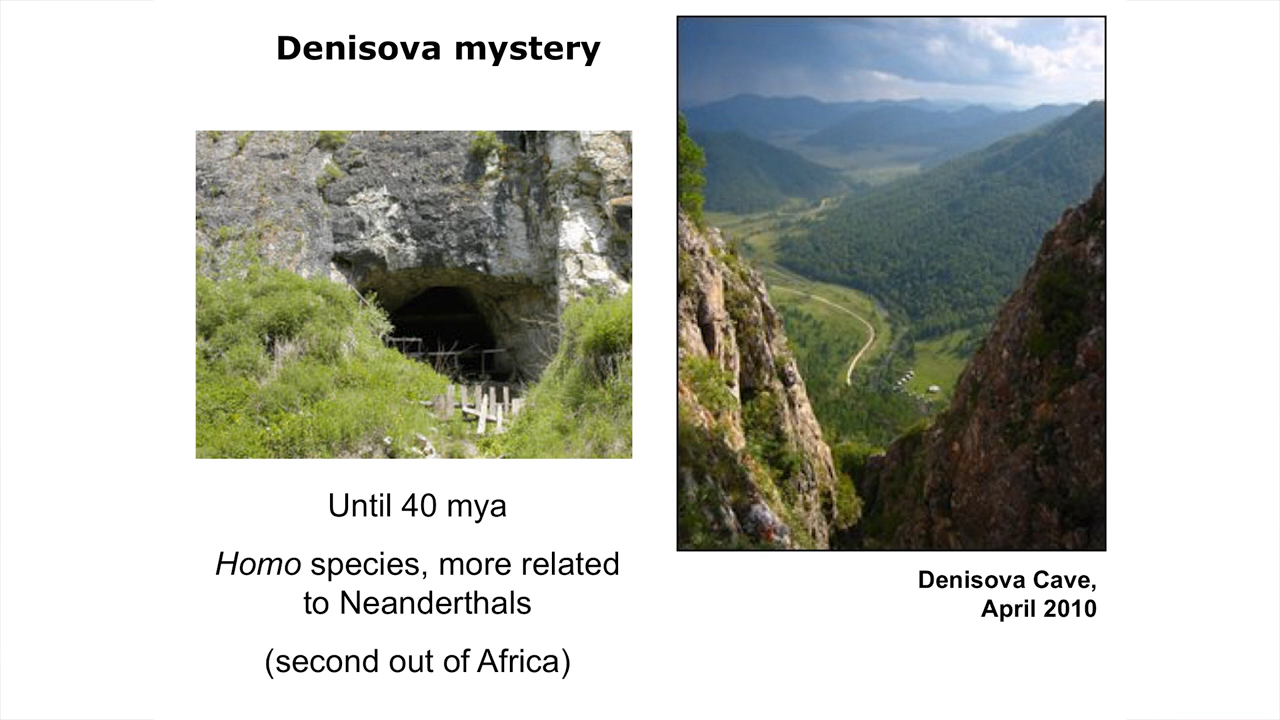 Denisova mystery
Until 40 mya
Homo species, more related
to Neanderthals
(second out of Africa)
Denisova Cave,
April 2010